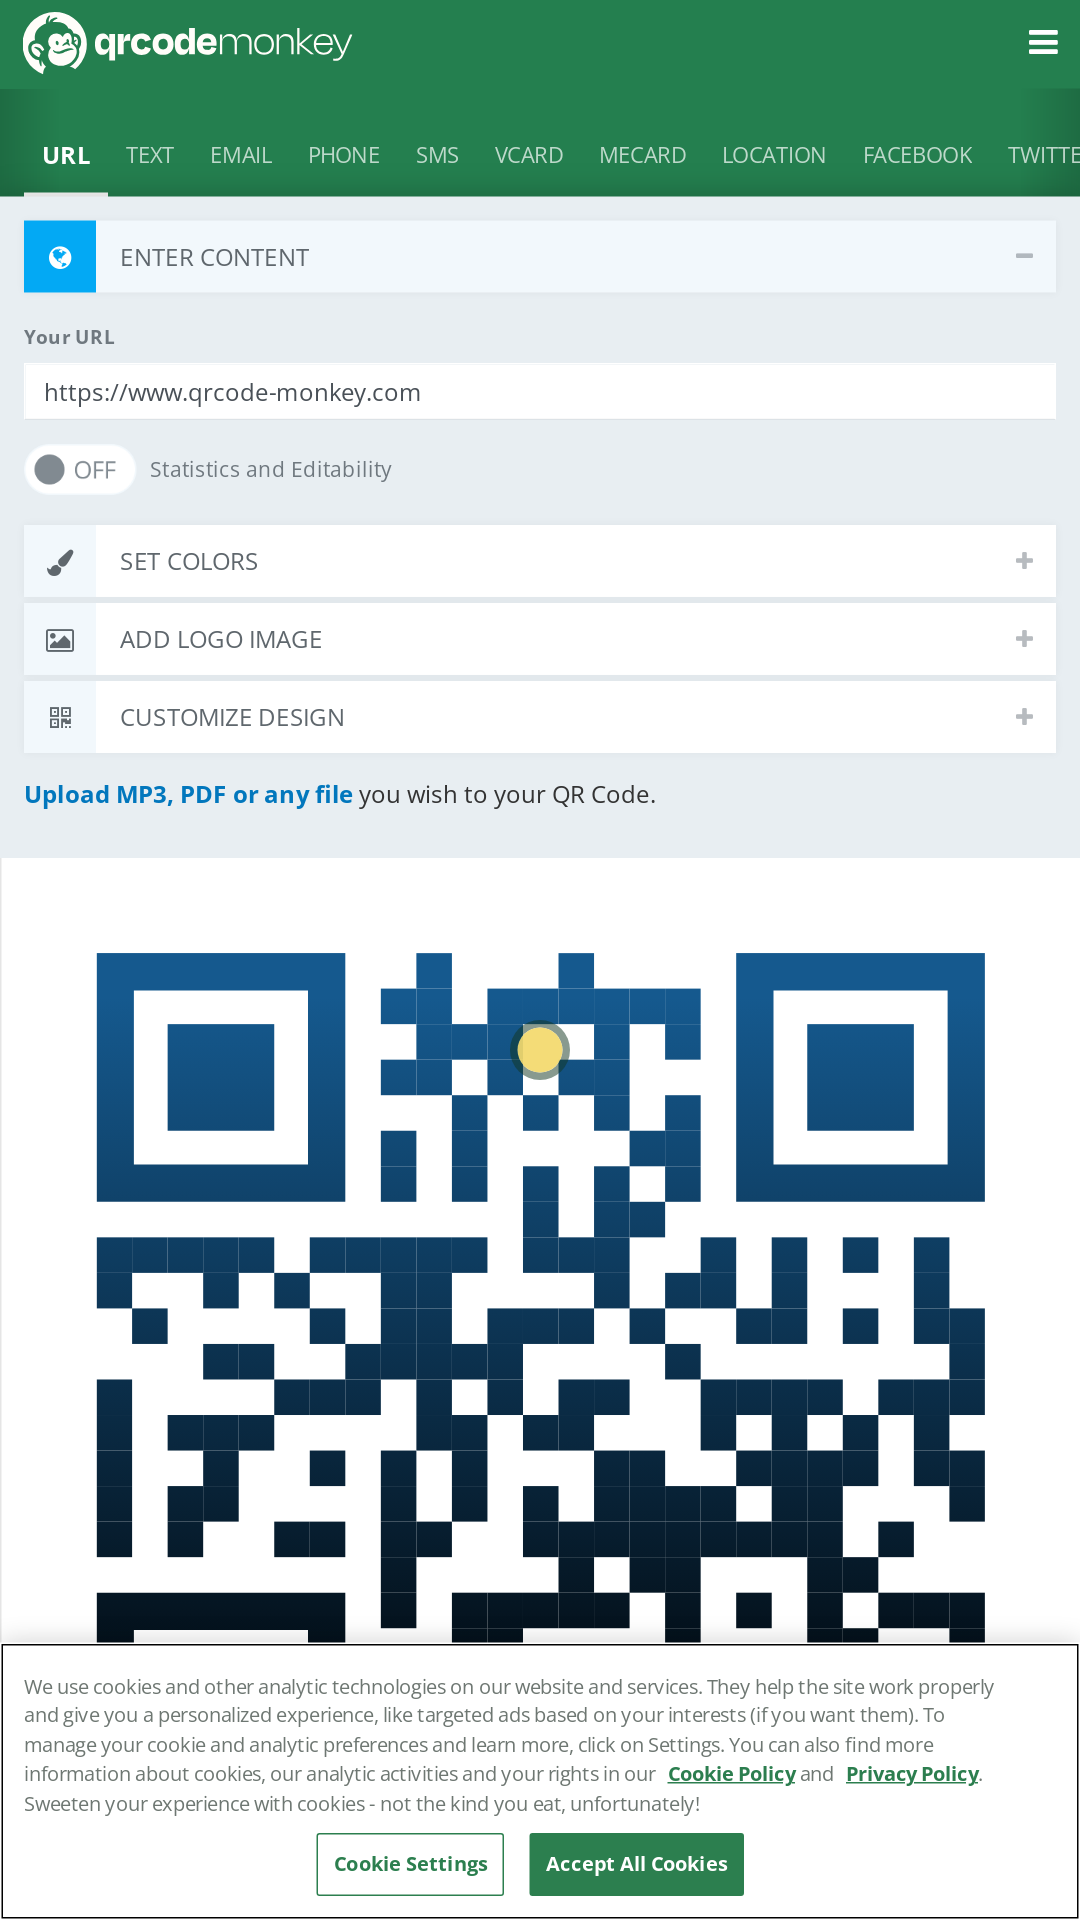 qrcodemonkey
URL TEXT EMAIL PHONE SMS VCARD MECARD LOCATION FACEBOOK TWITTE
ENTER CONTENT
Your URL
https://www.qrcode-monkey.com
OFF Statistics and Editability
SET COLORS
ADD LOGO IMAGE
CUSTOMIZE DESIGN
Upload MP3, PDF or any file you wish to your QR Code.
We use cookies and other analytic technologies on our website and services. They help the site work properly
and give you a personalized experience, like targeted ads based on your interests (if you want them). To
manage your cookie and analytic preferences and learn more, click on Settings. You can also find more
information about cookies, our analytic activities and your rights in our Cookie Policy and Privacy Policy.
Sweeten your experience with cookies - not the kind you eat, unfortunately!
Cookie Settings Accept All Cookies